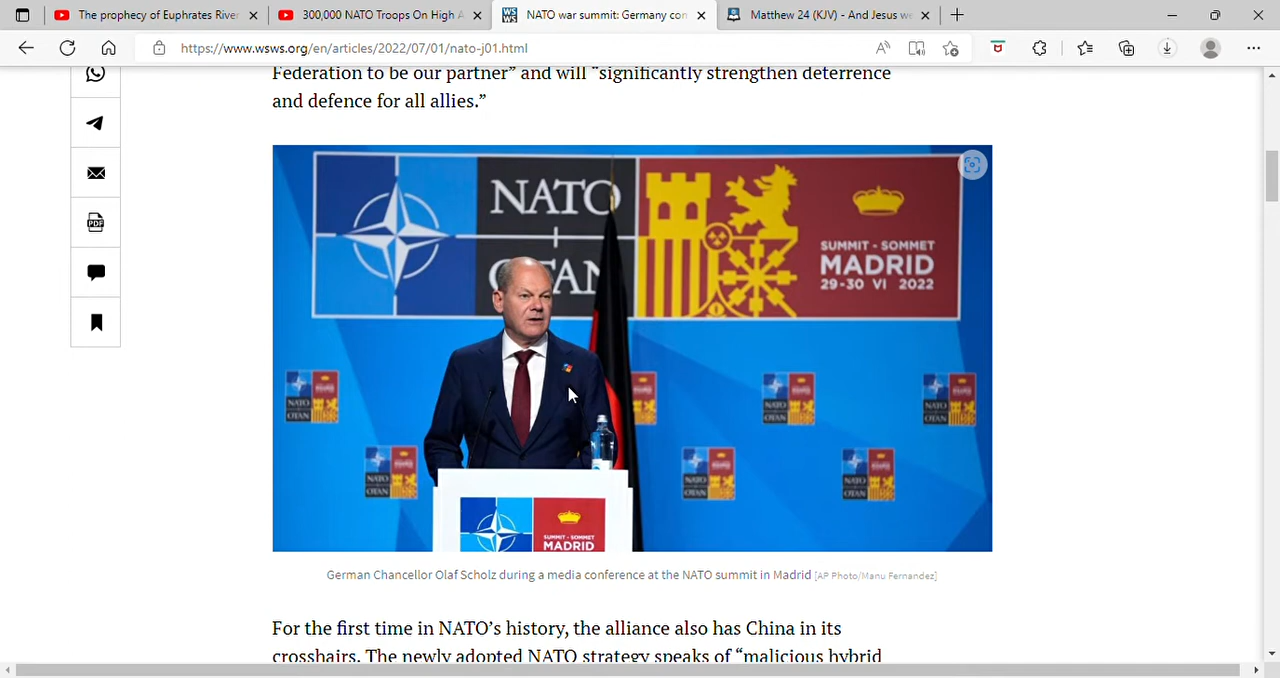 The prophecy of Euphrates River
300,000 NATO Troops On High A
NATO war summit: Germany con
Matthew 24 (KJV) - And Jesus we
https://www.wsws.org/en/articles/2022/07/01/nato-j01.html
Federation to be our partner” and will “significantly strengthen deterrence
and defence for all allies.”
PDF
NATO
OTAN
SUMMIT - SOMMET
MADRID
29-30 VI 2022
SUMMIT - SOMMET
MADRID
German Chancellor Olaf Scholz during a media conference at the NATO summit in Madrid [AP Photo/Manu Fernandez]
For the first time in NATO’s history, the alliance also has China in its
crosshairs. The newly adopted NATO strategy speaks of “malicious hybrid